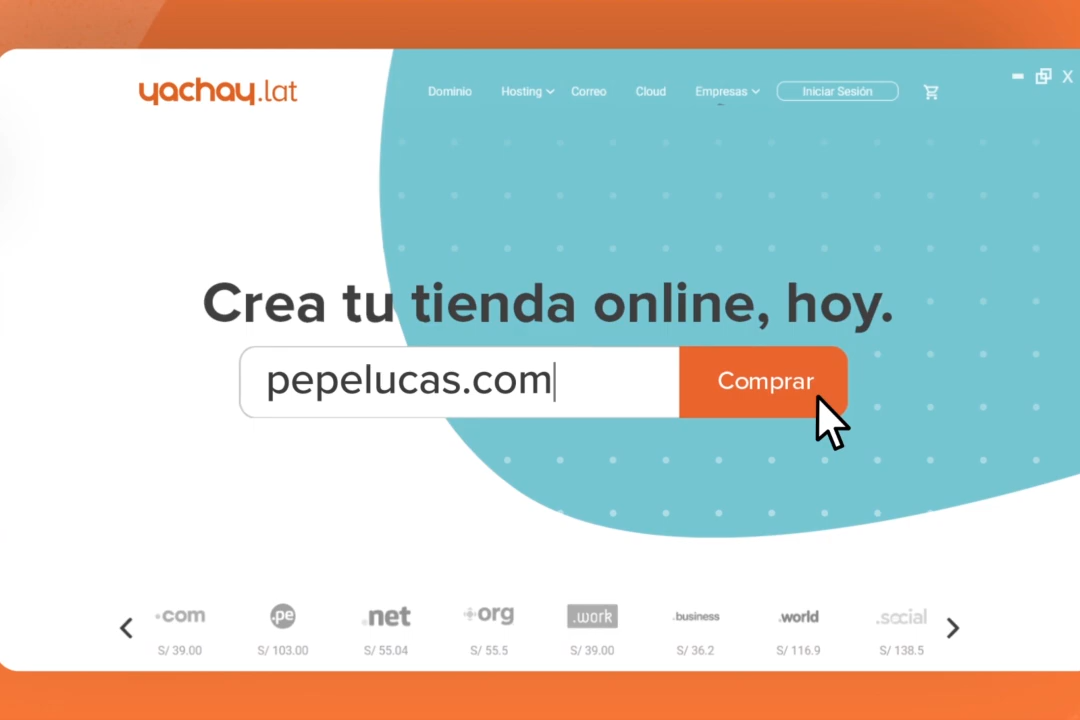 yachay.lat
Dominio Hosting Correo Cloud Empresas Iniciar Sesión
X
Crea tu tienda online, hoy.
pepelucas.com
Comprar
.com .pe .net .org .work .business .world .social
S/ 39.00 S/ 103.00 S/ 55.04 S/ 55.5 S/ 39.00 S/ 36.2 S/ 116.9 S/ 138.5